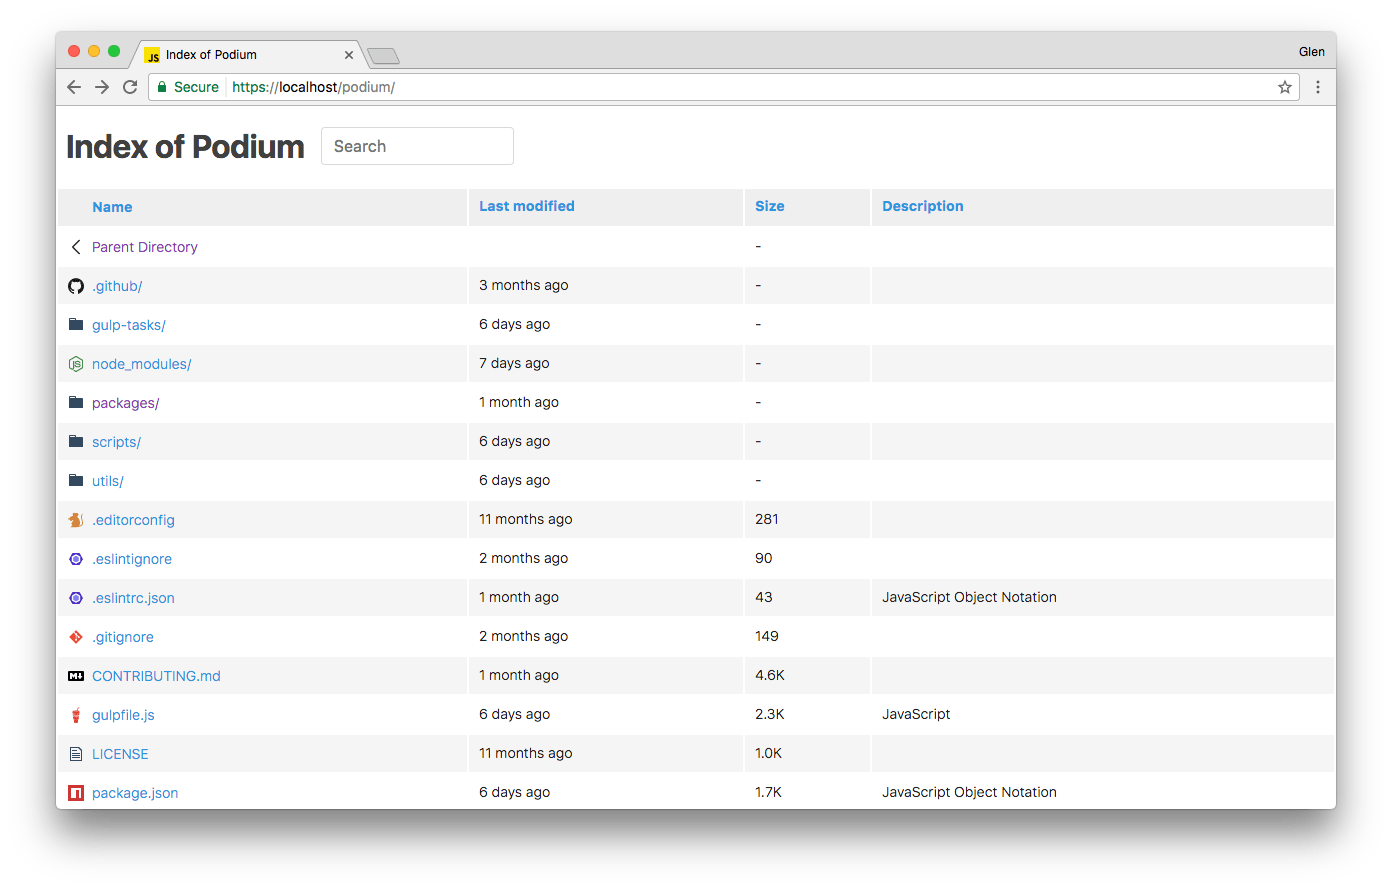 JS Index of Podium
Glen
Secure https://localhost/podium/
Index of Podium Search
Name Last modified Size Description
Parent Directory -
.github/ 3 months ago -
gulp-tasks/ 6 days ago -
JS node_modules/ 7 days ago -
packages/ 1 month ago -
scripts/ 6 days ago -
utils/ 6 days ago -
.editorconfig 11 months ago 281
.eslintignore 2 months ago 90
.eslintrc.json 1 month ago 43 JavaScript Object Notation
.gitignore 2 months ago 149
CONTRIBUTING.md 1 month ago 4.6K
gulpfile.js 6 days ago 2.3K JavaScript
LICENSE 11 months ago 1.0K
package.json 6 days ago 1.7K JavaScript Object Notation